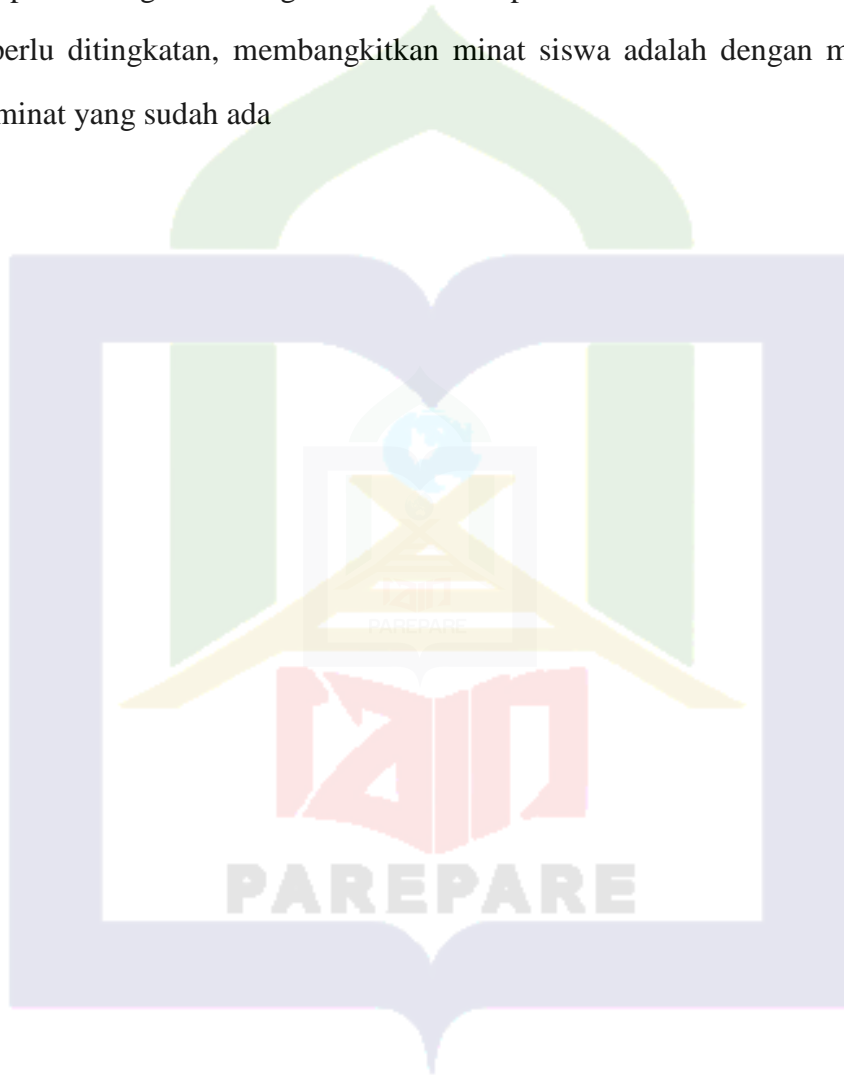 perlu ditingkatan, membangkitkan minat siswa adalah dengan m
minat yang sudah ada
PAREPARE
iain
PAREPARE